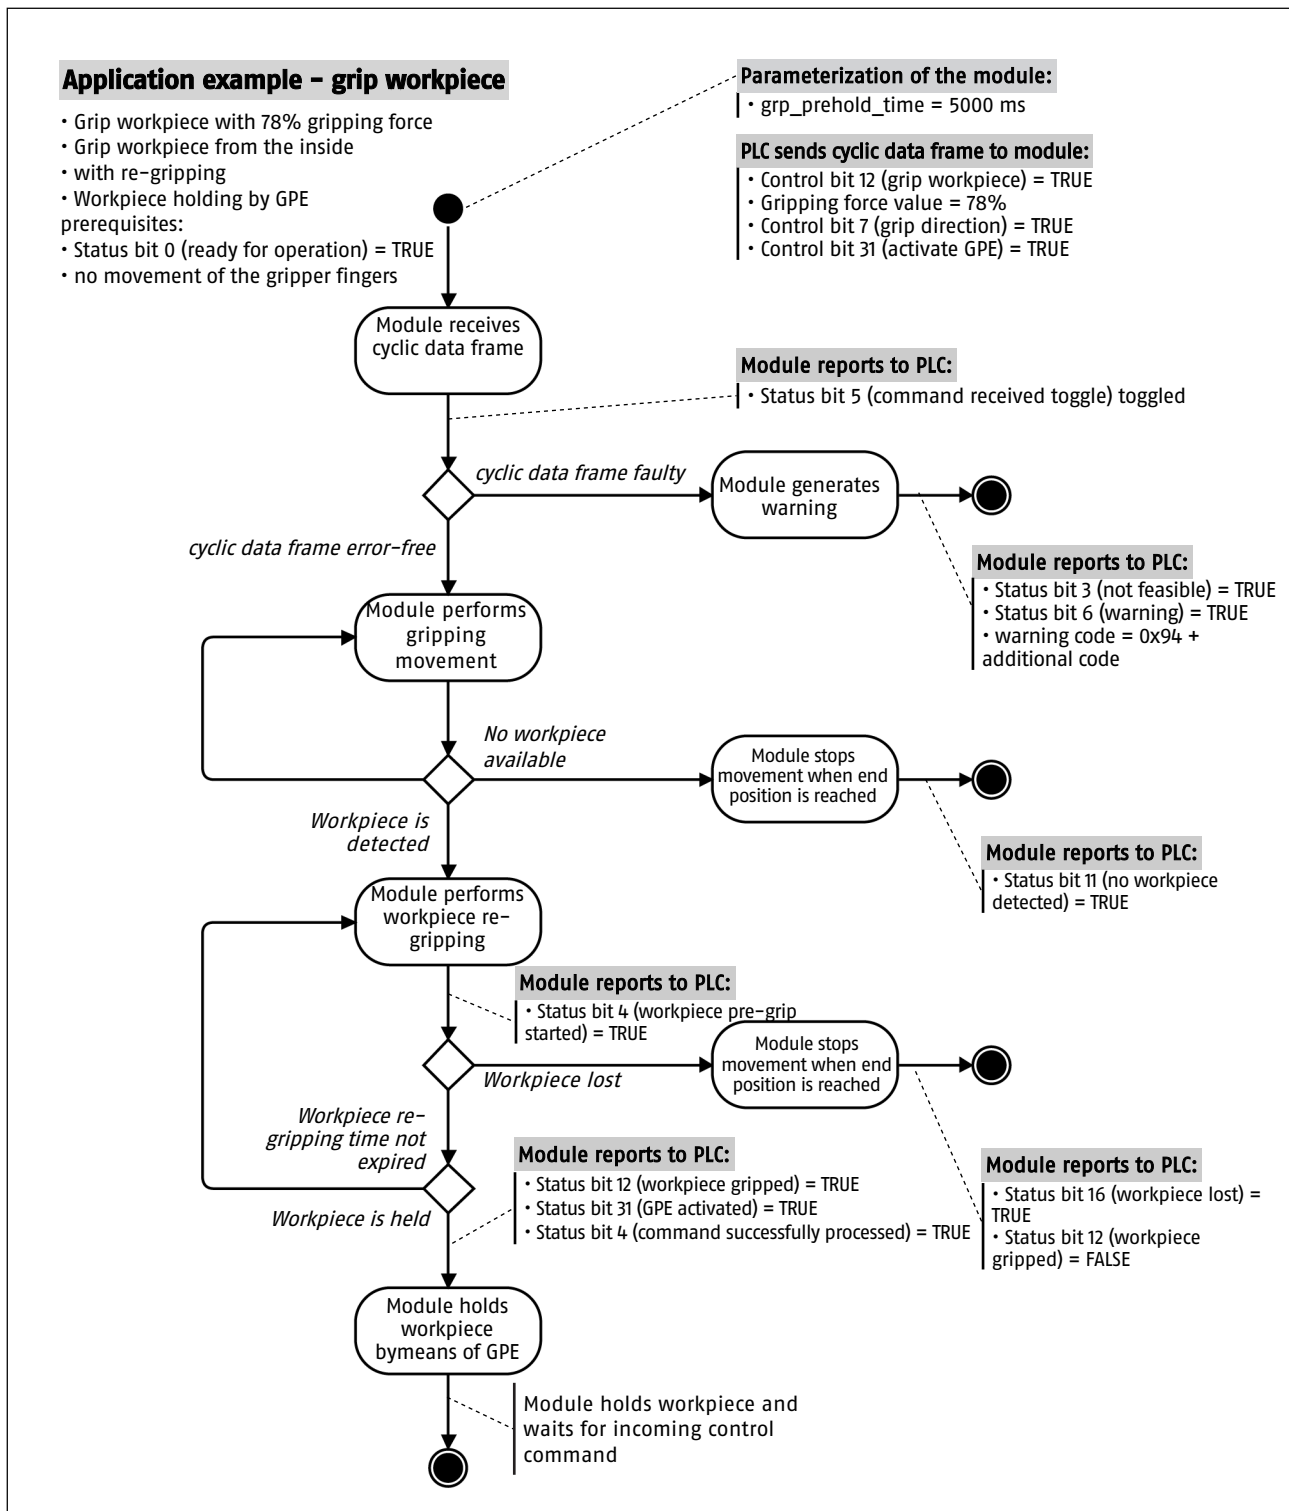 Application example – grip workpiece
• Grip workpiece with 78% gripping force
• Grip workpiece from the inside
• with re-gripping
• Workpiece holding by GPE
prerequisites:
• Status bit 0 (ready for operation) = TRUE
• no movement of the gripper fingers
Parameterization of the module:
• grp_prehold_time = 5000 ms
PLC sends cyclic data frame to module:
• Control bit 12 (grip workpiece) = TRUE
• Gripping force value = 78%
• Control bit 7 (grip direction) = TRUE
• Control bit 31 (activate GPE) = TRUE
Module receives
cyclic data frame
Module reports to PLC:
• Status bit 5 (command received toggle) toggled
cyclic data frame faulty
Module generates
warning
cyclic data frame error-free
Module reports to PLC:
• Status bit 3 (not feasible) = TRUE
• Status bit 6 (warning) = TRUE
• warning code = 0x94 +
additional code
Module performs
gripping
movement
No workpiece
available
Module stops
movement when end
position is reached
Workpiece is
detected
Module reports to PLC:
• Status bit 11 (no workpiece
detected) = TRUE
Module performs
workpiece re-
gripping
Module reports to PLC:
• Status bit 4 (workpiece pre-grip
started) = TRUE
Module stops
movement when end
position is reached
Workpiece lost
Workpiece re-
gripping time not
expired
Module reports to PLC:
• Status bit 12 (workpiece gripped) = TRUE
• Status bit 31 (GPE activated) = TRUE
• Status bit 4 (command successfully processed) = TRUE
Module reports to PLC:
• Status bit 16 (workpiece lost) =
TRUE
• Status bit 12 (workpiece
gripped) = FALSE
Workpiece is held
Module holds
workpiece
bymeans of GPE
Module holds workpiece and
waits for incoming control
command